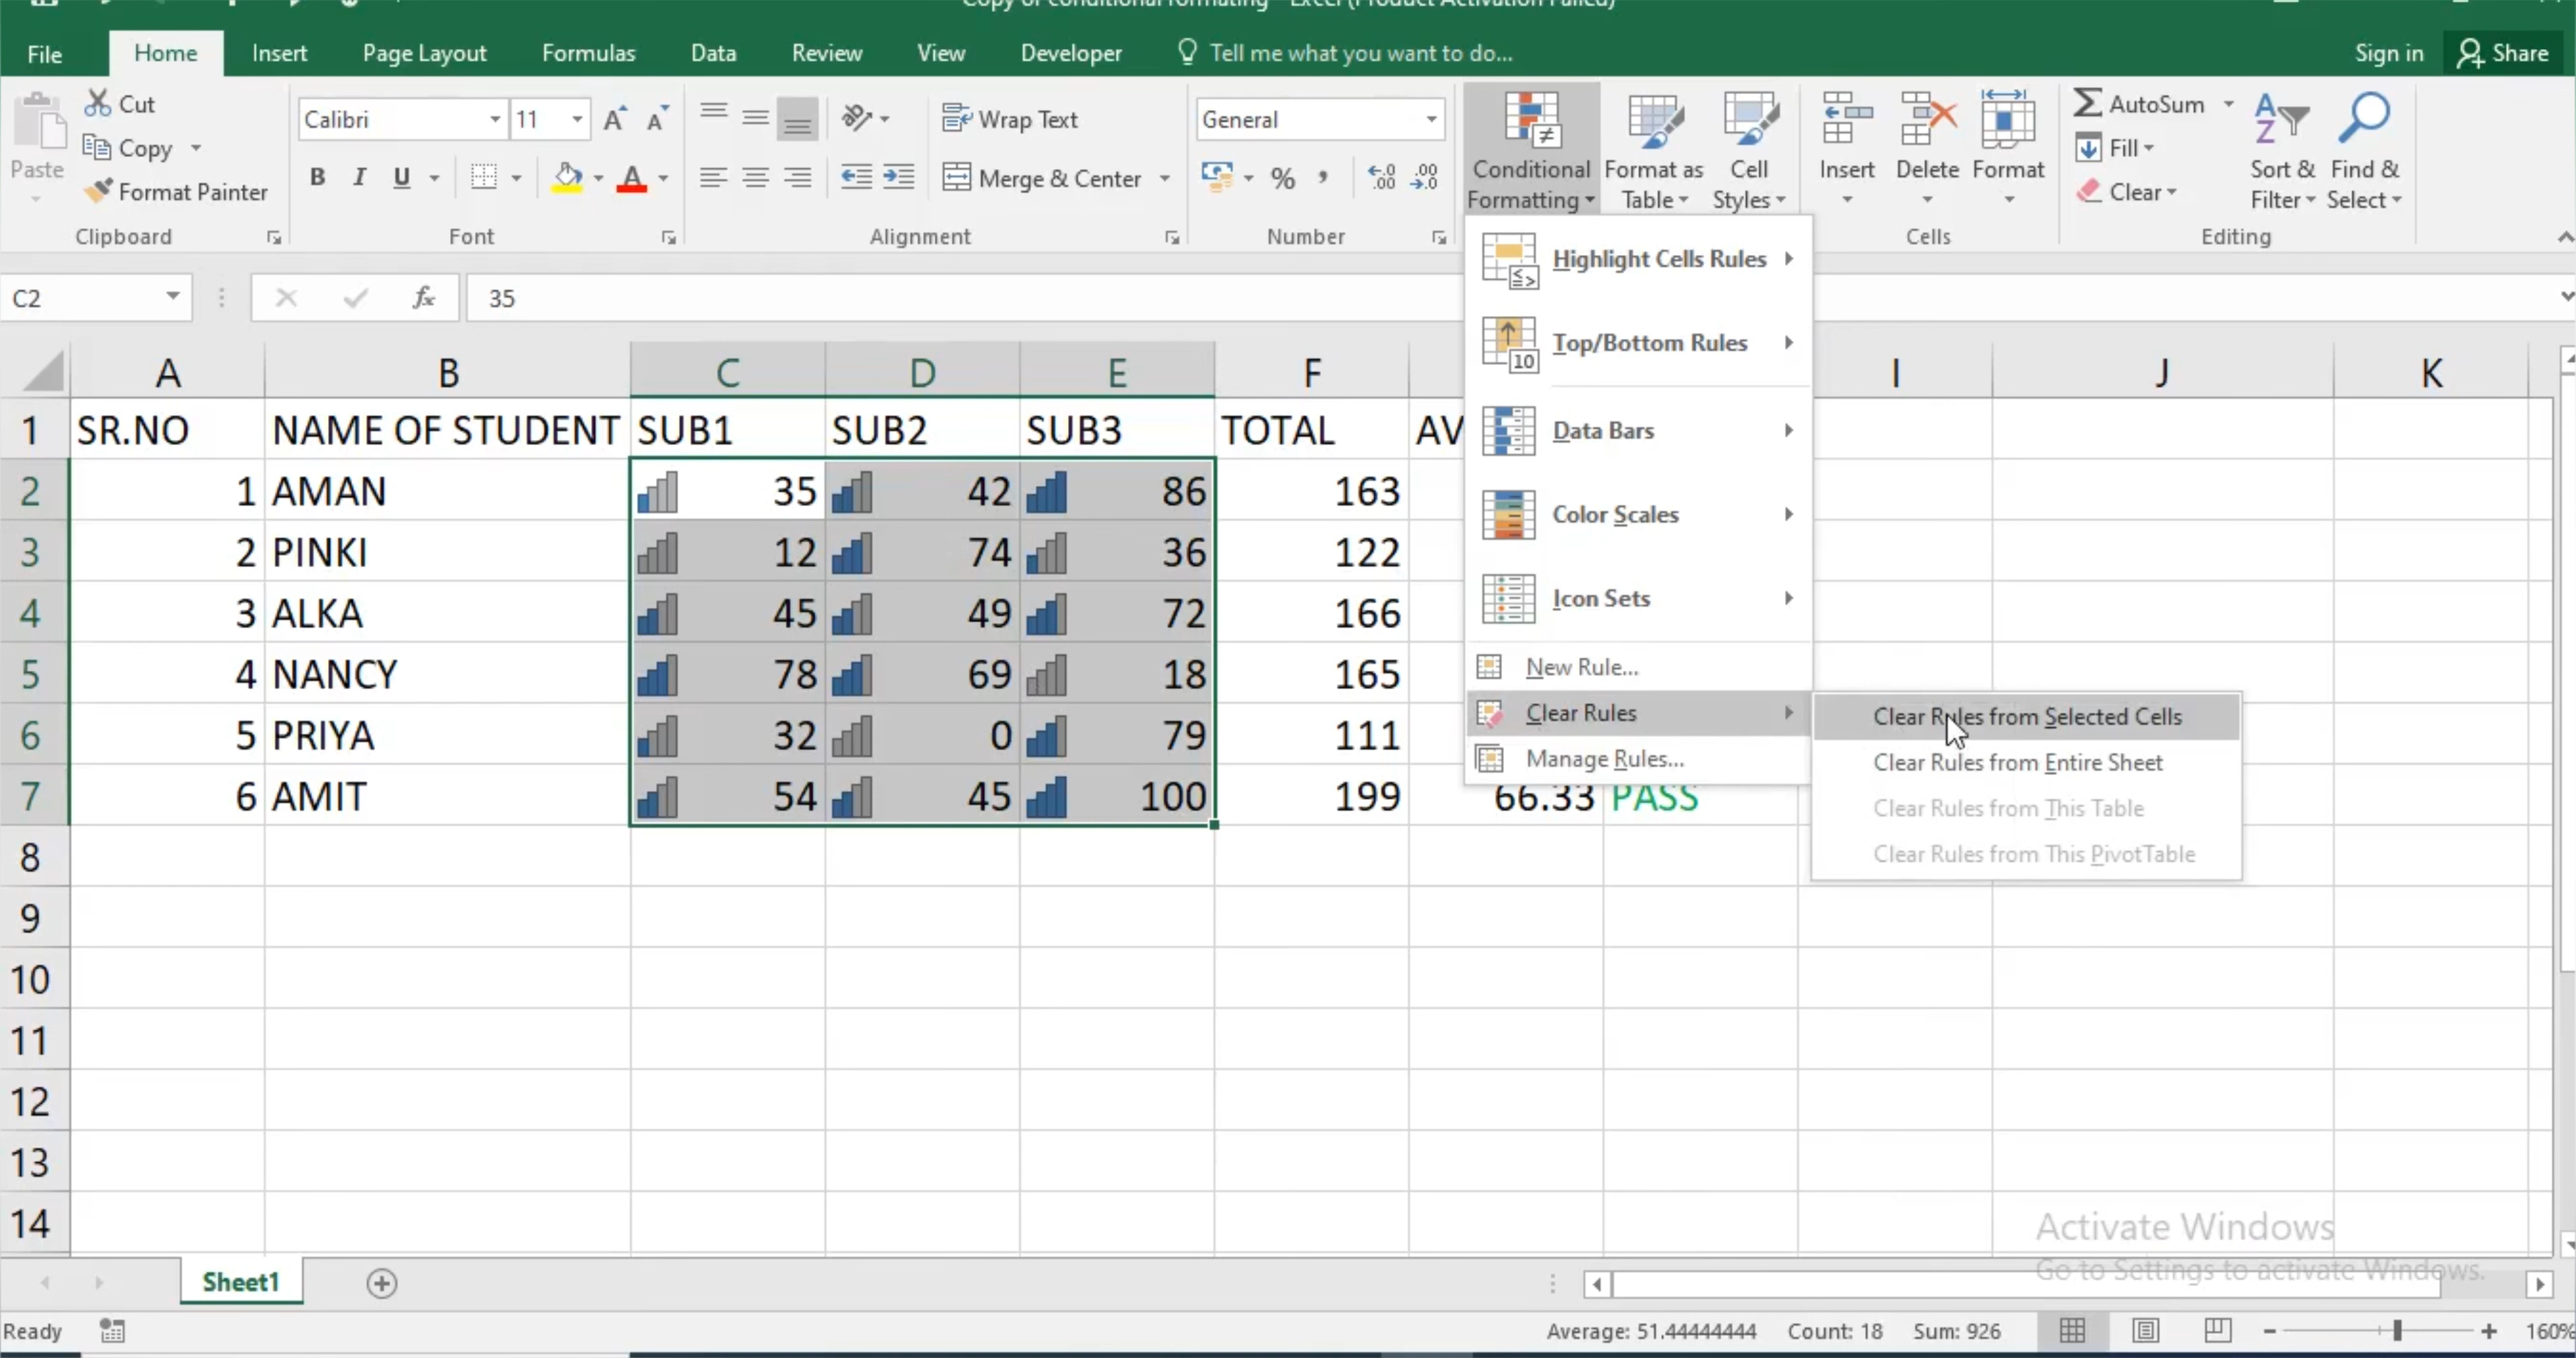 Copy of conditional formating - Excel (Product Activation Failed)
File Home Insert Page Layout Formulas Data Review View Developer Tell me what you want to do... Sign in Share
Paste Cut Copy Format Painter
Calibri 11
B I U A
Wrap Text
Merge & Center
General
%
Conditional Formatting
Format as Table
Cell Styles
Insert Delete Format
AutoSum
Fill
Clear
Sort & Filter
Find & Select
Clipboard Font Alignment Number Cells Editing
C2 fx 35
A B C D E F I J K
1 SR.NO NAME OF STUDENT SUB1 SUB2 SUB3 TOTAL AV
2 1 AMAN 35 42 86 163
3 2 PINKI 12 74 36 122
4 3 ALKA 45 49 72 166
5 4 NANCY 78 69 18 165
6 5 PRIYA 32 0 79 111
7 6 AMIT 54 45 100 199 66.33 PASS
8
9
10
11
12
13
14
Highlight Cells Rules
Top/Bottom Rules
Data Bars
Color Scales
Icon Sets
New Rule...
Clear Rules
Manage Rules...
Clear Rules from Selected Cells
Clear Rules from Entire Sheet
Clear Rules from This Table
Clear Rules from This PivotTable
Activate Windows
Go to Settings to activate Windows.
Sheet1
Ready Average: 51.44444444 Count: 18 Sum: 926 160%